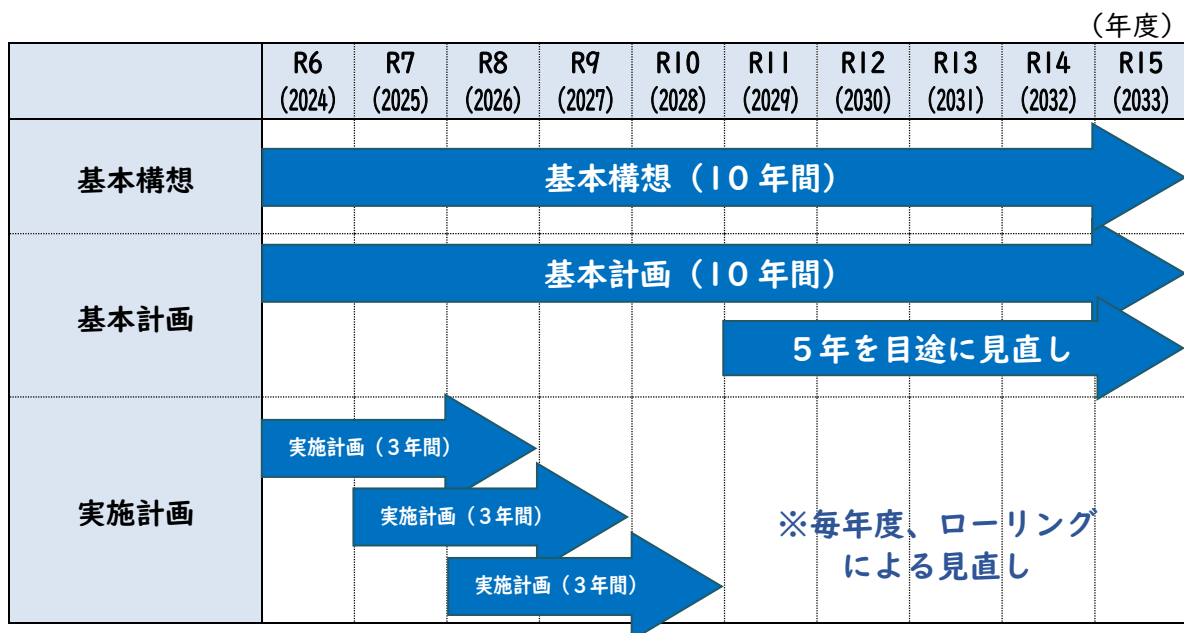 （年度）
R6 R7 R8 R9 R10 R11 R12 R13 R14 R15
(2024) (2025) (2026) (2027) (2028) (2029) (2030) (2031) (2032) (2033)
基本構想
基本構想（10年間）
基本計画
基本計画（10年間）
５年を目途に見直し
実施計画
実施計画（３年間）
実施計画（３年間）
実施計画（３年間）
※毎年度、ローリング
による見直し